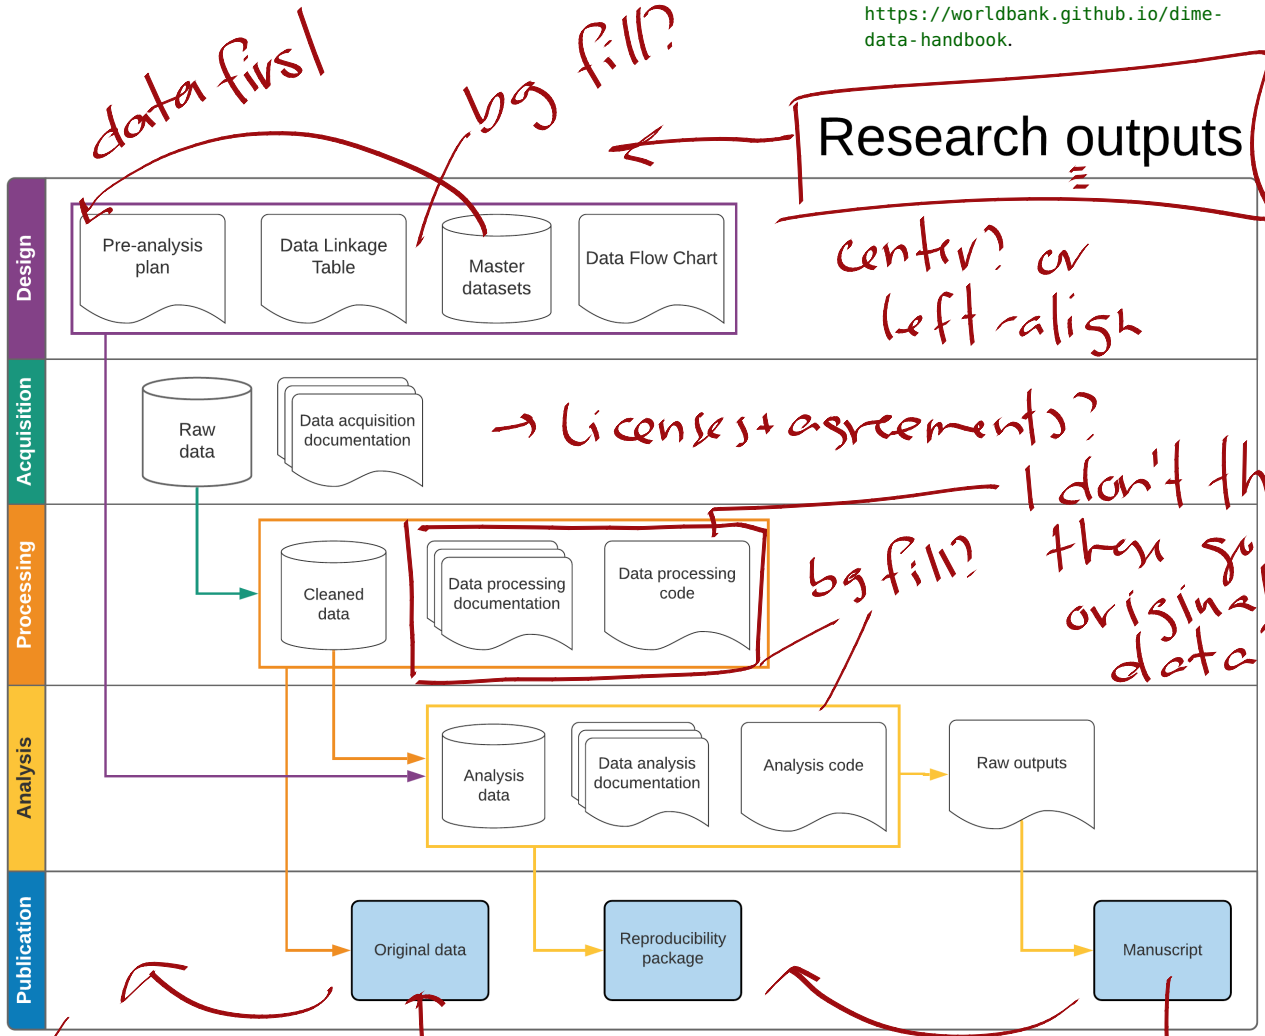 https://worldbank.github.io/dime-
data-handbook.
data first
bg fill?
Research outputs
Design
Pre-analysis
plan
Data Linkage
Table
Master
datasets
Data Flow Chart
center? or
left-align
Acquisition
Raw
data
Data acquisition
documentation
→ Licenses + agreements?
I don't th
these go
original
data
Processing
Cleaned
data
Data processing
documentation
Data processing
code
bg fill?
Analysis
Analysis
data
Data analysis
documentation
Analysis code
Raw outputs
Publication
Original data
Reproducibility
package
Manuscript